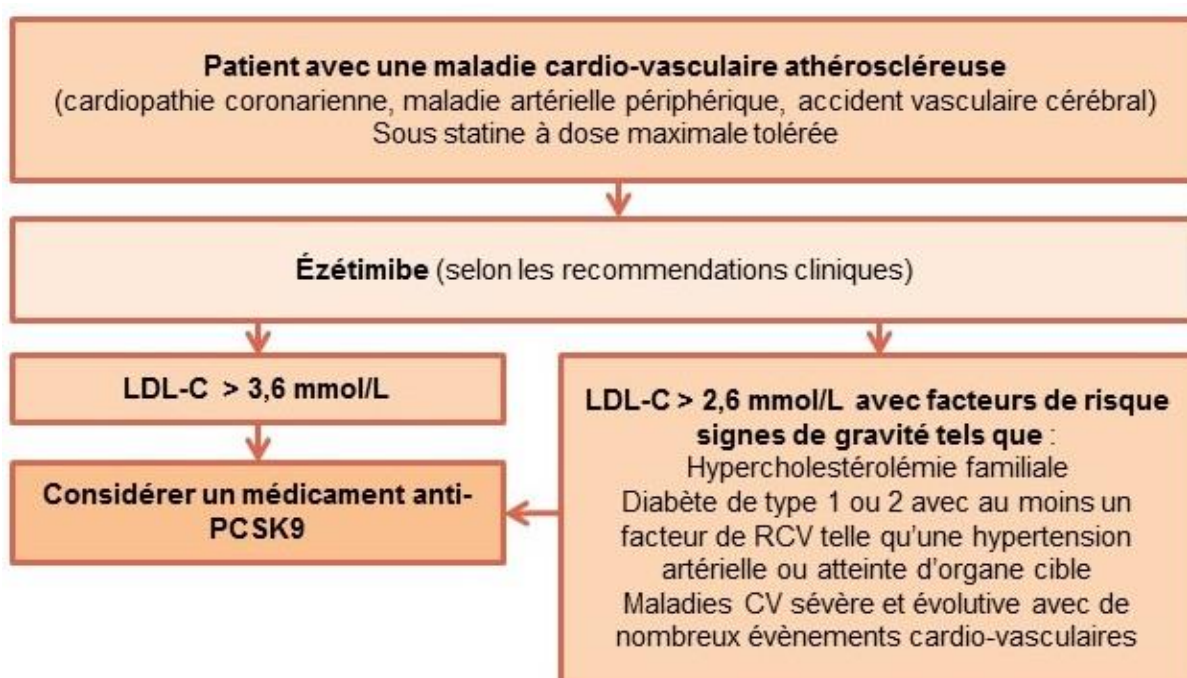 Patient avec une maladie cardio-vasculaire athéroscléreuse
(cardiopathie coronarienne, maladie artérielle périphérique, accident vasculaire cérébral)
Sous statine à dose maximale tolérée
Ézétimibe (selon les recommendations cliniques)
LDL-C > 3,6 mmol/L
Considérer un médicament anti-
PCSK9
LDL-C > 2,6 mmol/L avec facteurs de risque
signes de gravité tels que :
Hypercholestérolémie familiale
Diabète de type 1 ou 2 avec au moins un
facteur de RCV telle qu'une hypertension
artérielle ou atteinte d'organe cible
Maladies CV sévère et évolutive avec de
nombreux évènements cardio-vasculaires